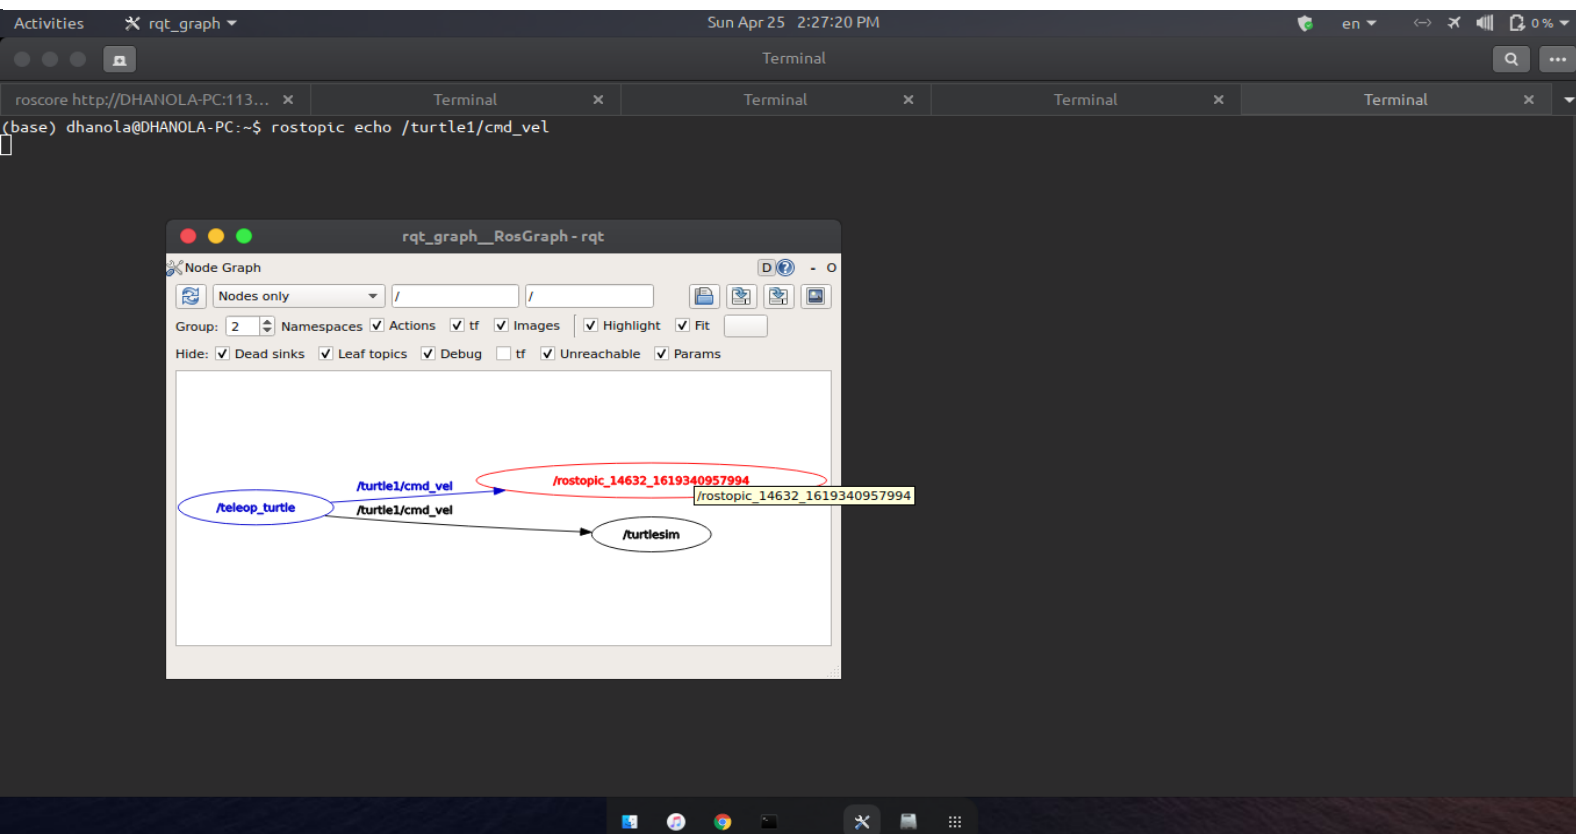 Activities rqt_graph Sun Apr 25 2:27:20 PM en 0 %
Terminal
roscore http://DHANOLA-PC:113... Terminal Terminal Terminal Terminal
(base) dhanola@DHANOLA-PC:~$ rostopic echo /turtle1/cmd_vel
rqt_graph__RosGraph - rqt
Node Graph D - O
Nodes only / /
Group: 2 Namespaces Actions tf Images Highlight Fit
Hide: Dead sinks Leaf topics Debug tf Unreachable Params
/turtle1/cmd_vel /rostopic_14632_1619340957994
/rostopic_14632_1619340957994
/teleop_turtle /turtle1/cmd_vel
/turtlesim